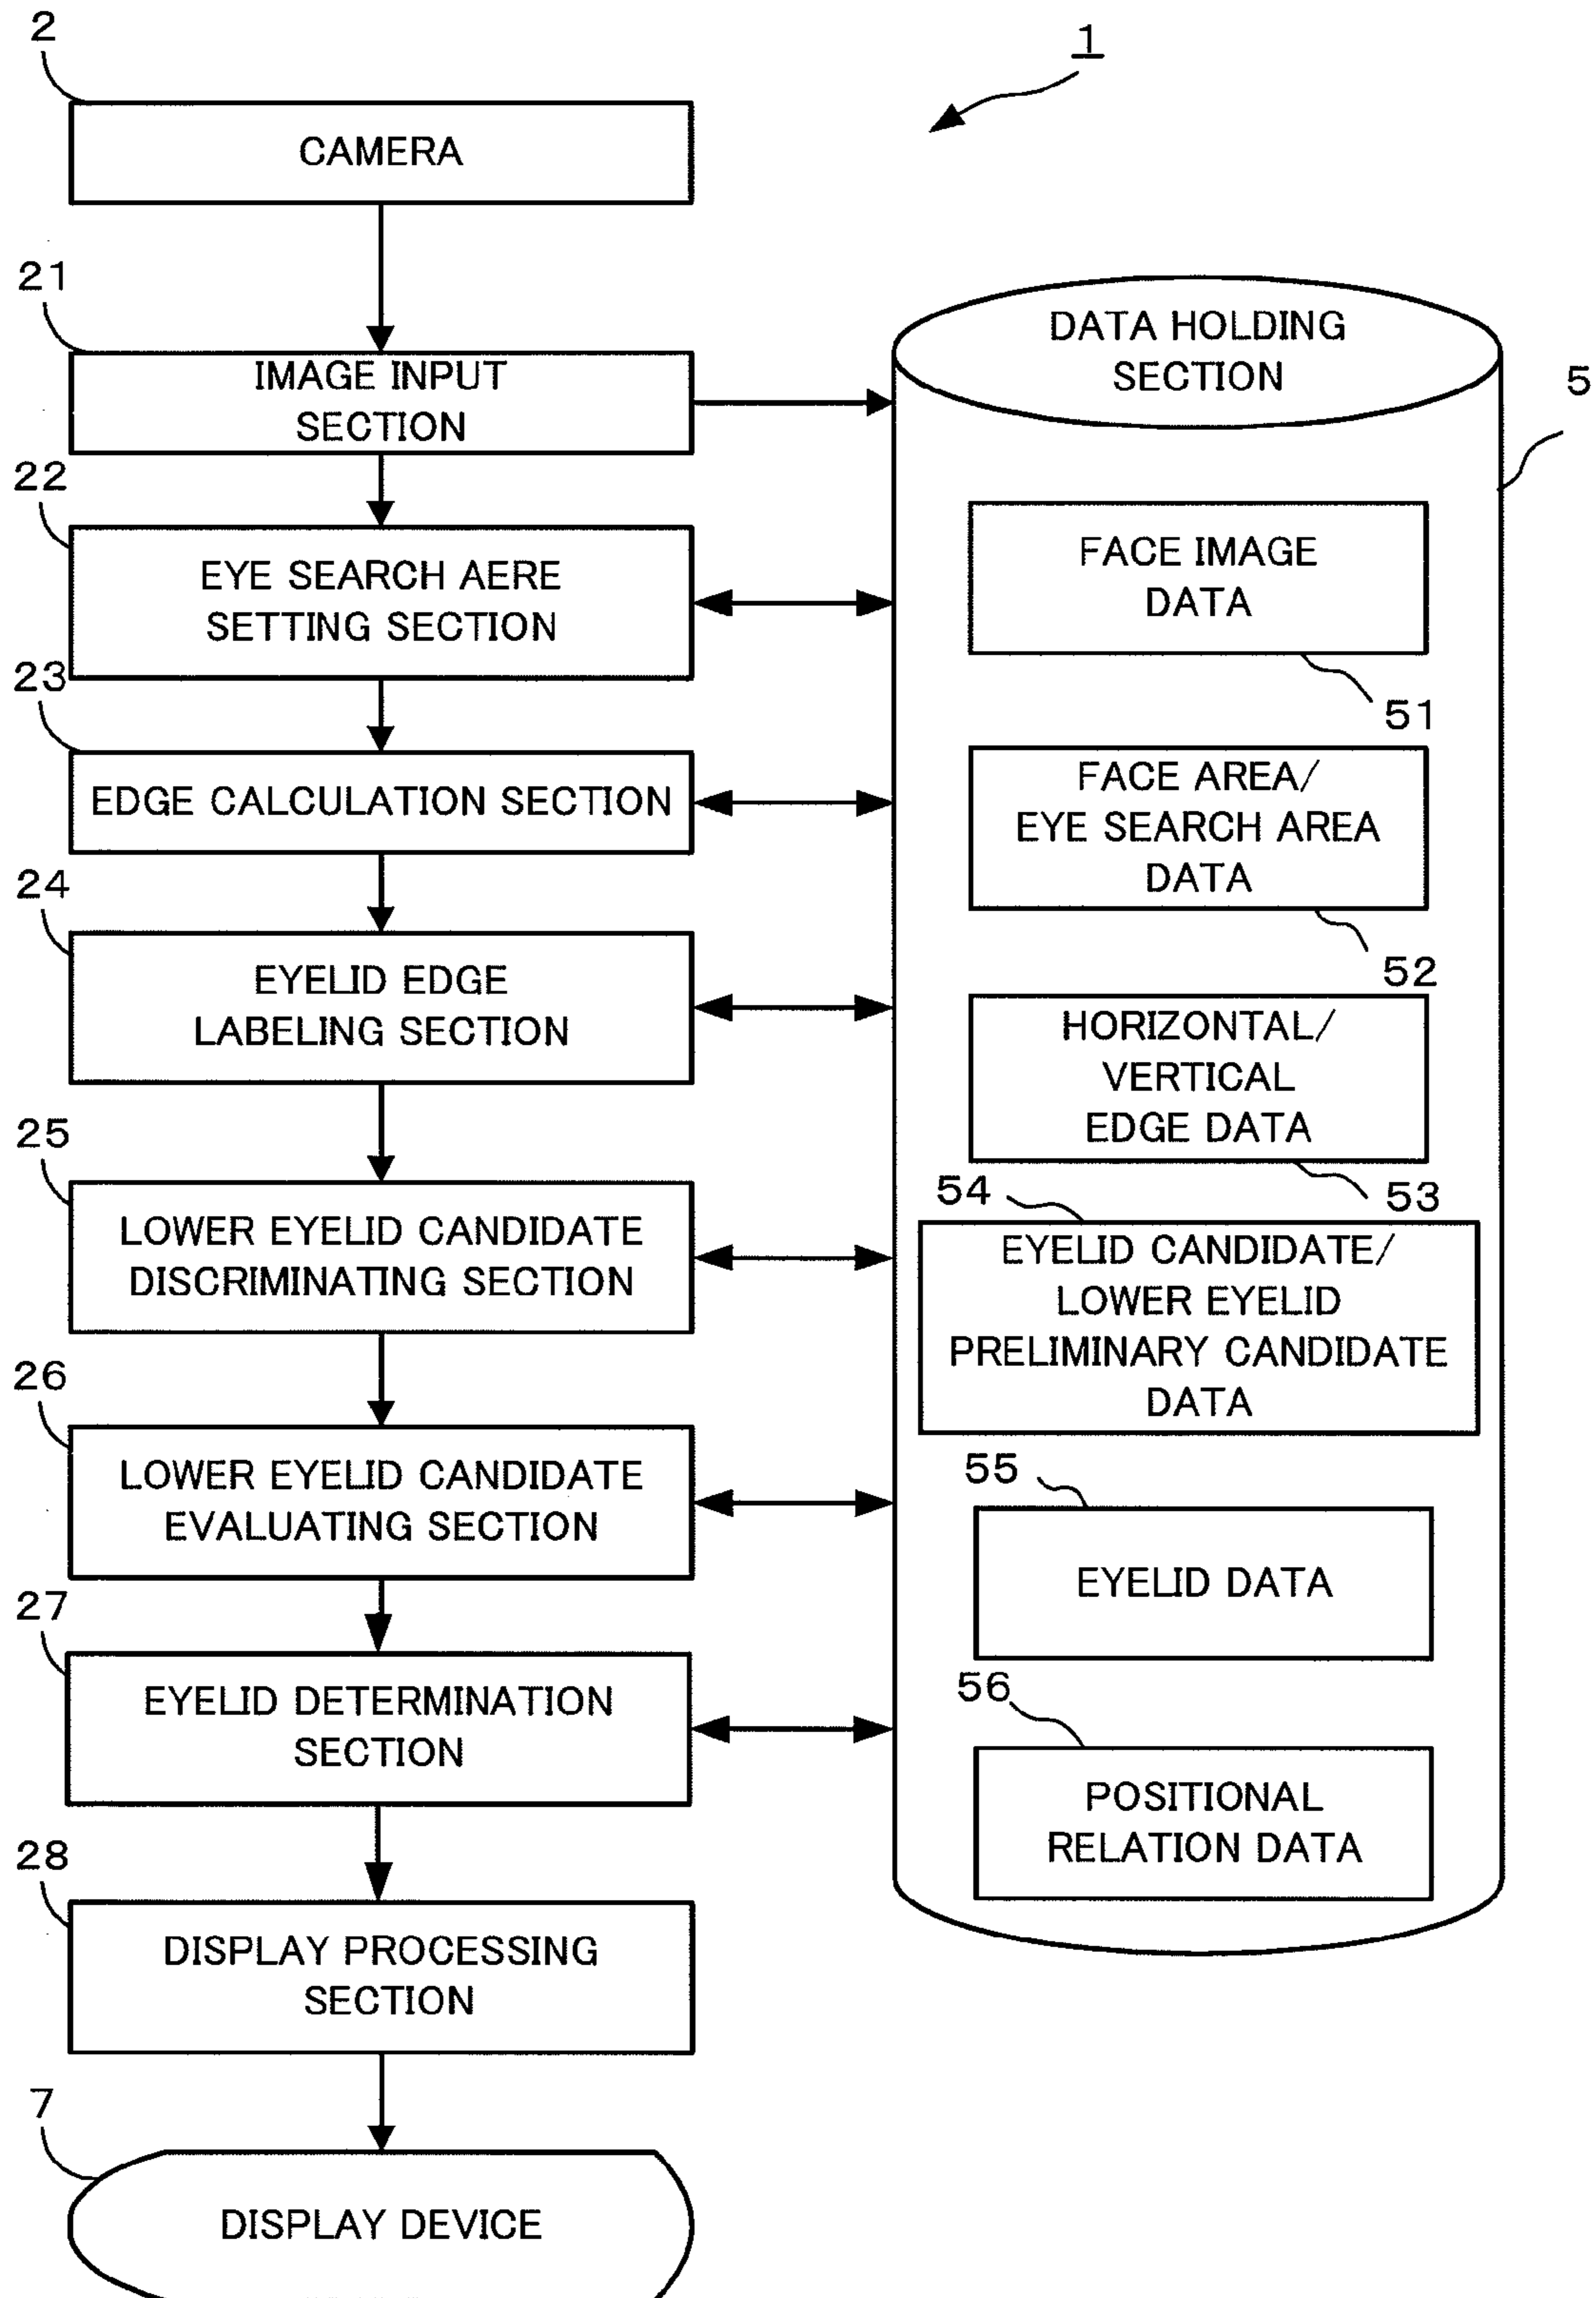 2
1
CAMERA
21
IMAGE INPUT
SECTION
DATA HOLDING
SECTION
5
22
EYE SEARCH AERE
SETTING SECTION
FACE IMAGE
DATA
51
23
EDGE CALCULATION SECTION
FACE AREA/
EYE SEARCH AREA
DATA
52
24
EYELID EDGE
LABELING SECTION
HORIZONTAL/
VERTICAL
EDGE DATA
53
25
LOWER EYELID CANDIDATE
DISCRIMINATING SECTION
54
EYELID CANDIDATE/
LOWER EYELID
PRELIMINARY CANDIDATE
DATA
26
LOWER EYELID CANDIDATE
EVALUATING SECTION
55
EYELID DATA
27
EYELID DETERMINATION
SECTION
56
POSITIONAL
RELATION DATA
28
DISPLAY PROCESSING
SECTION
7
DISPLAY DEVICE